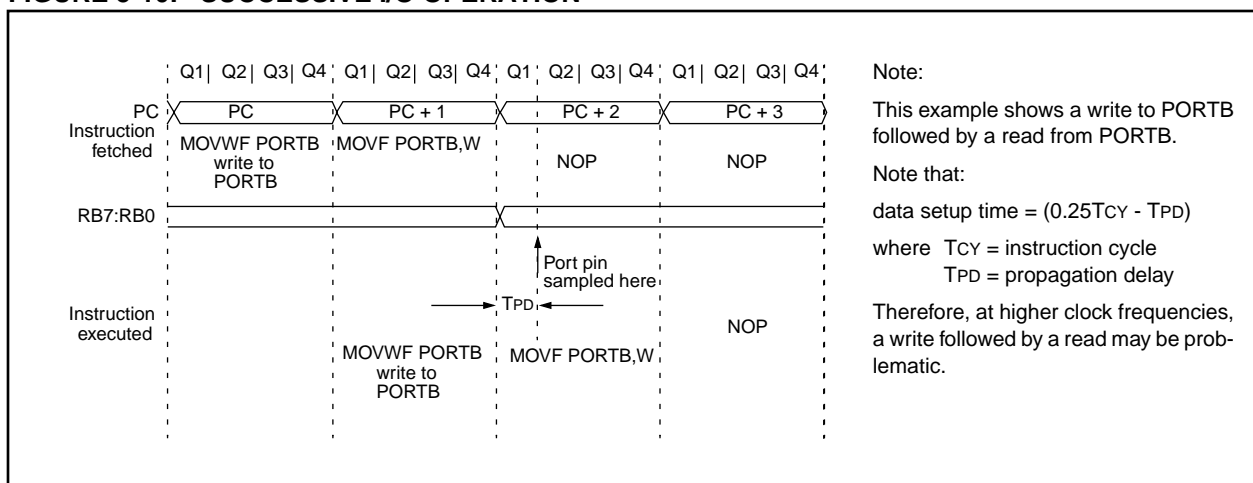 FIGURE 5-10: SUCCESSIVE I/O OPERATION
Q1| Q2| Q3| Q4 Q1| Q2| Q3| Q4 Q1 Q2| Q3| Q4 Q1| Q2| Q3| Q4
PC PC PC + 1 PC + 2 PC + 3
Instruction
fetched
MOVWF PORTB
write to
PORTB
MOVF PORTB,W
NOP
NOP
RB7:RB0
Port pin
sampled here
TPD
Instruction
executed
MOVWF PORTB
write to
PORTB
MOVF PORTB,W
NOP
Note:
This example shows a write to PORTB
followed by a read from PORTB.
Note that:
data setup time = (0.25TCY - TPD)
where TCY = instruction cycle
TPD = propagation delay
Therefore, at higher clock frequencies,
a write followed by a read may be prob-
lematic.